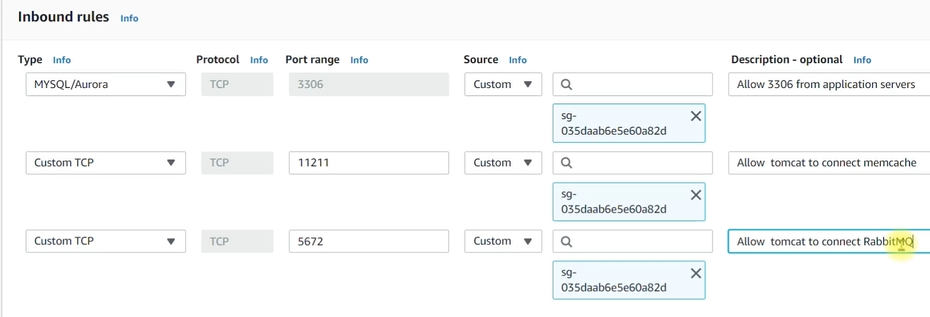 Inbound rules Info
Type Info Protocol Info Port range Info Source Info Description - optional Info
MYSQL/Aurora TCP 3306 Custom Allow 3306 from application servers
sg-
035daab6e5e60a82d
Custom TCP TCP 11211 Custom Allow  tomcat to connect memcache
sg-
035daab6e5e60a82d
Custom TCP TCP 5672 Custom Allow  tomcat to connect RabbitMQ
sg-
035daab6e5e60a82d